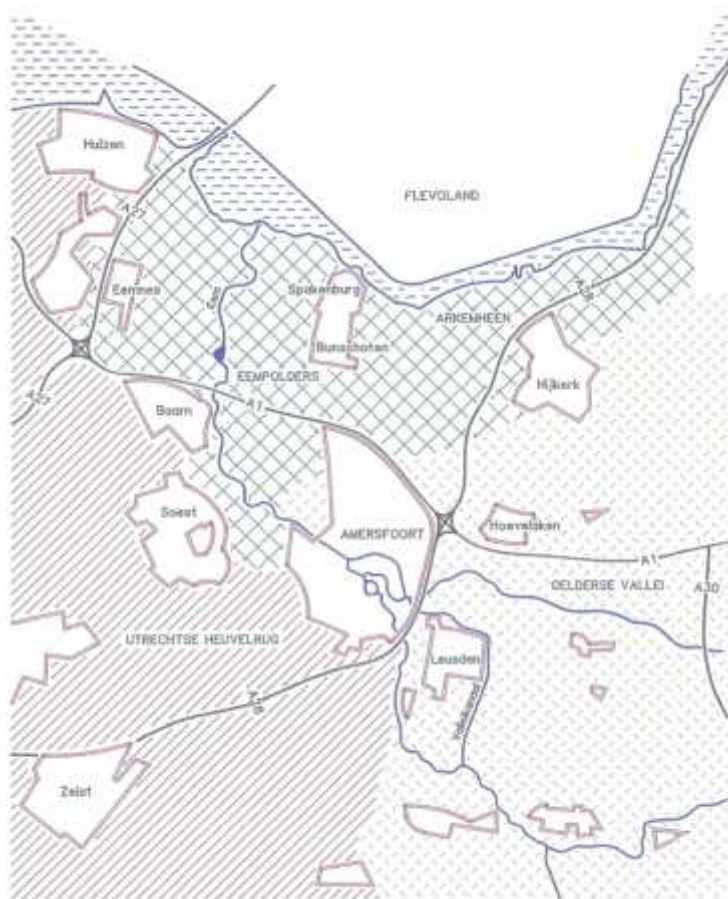 Huizen
FLEVOLAND
A27
Eemnes
Eem
Spakenburg
A28
ARKENHEEN
Bunschoten
EEMPOLDERS
Nijkerk
A27
Baarn
A1
Soest
AMERSFOORT
Hoevelaken
A1
GELDERSE VALLEI
A30
UTRECHTSE HEUVELRUG
Leusden
A28
Valleikanaal
Zeist